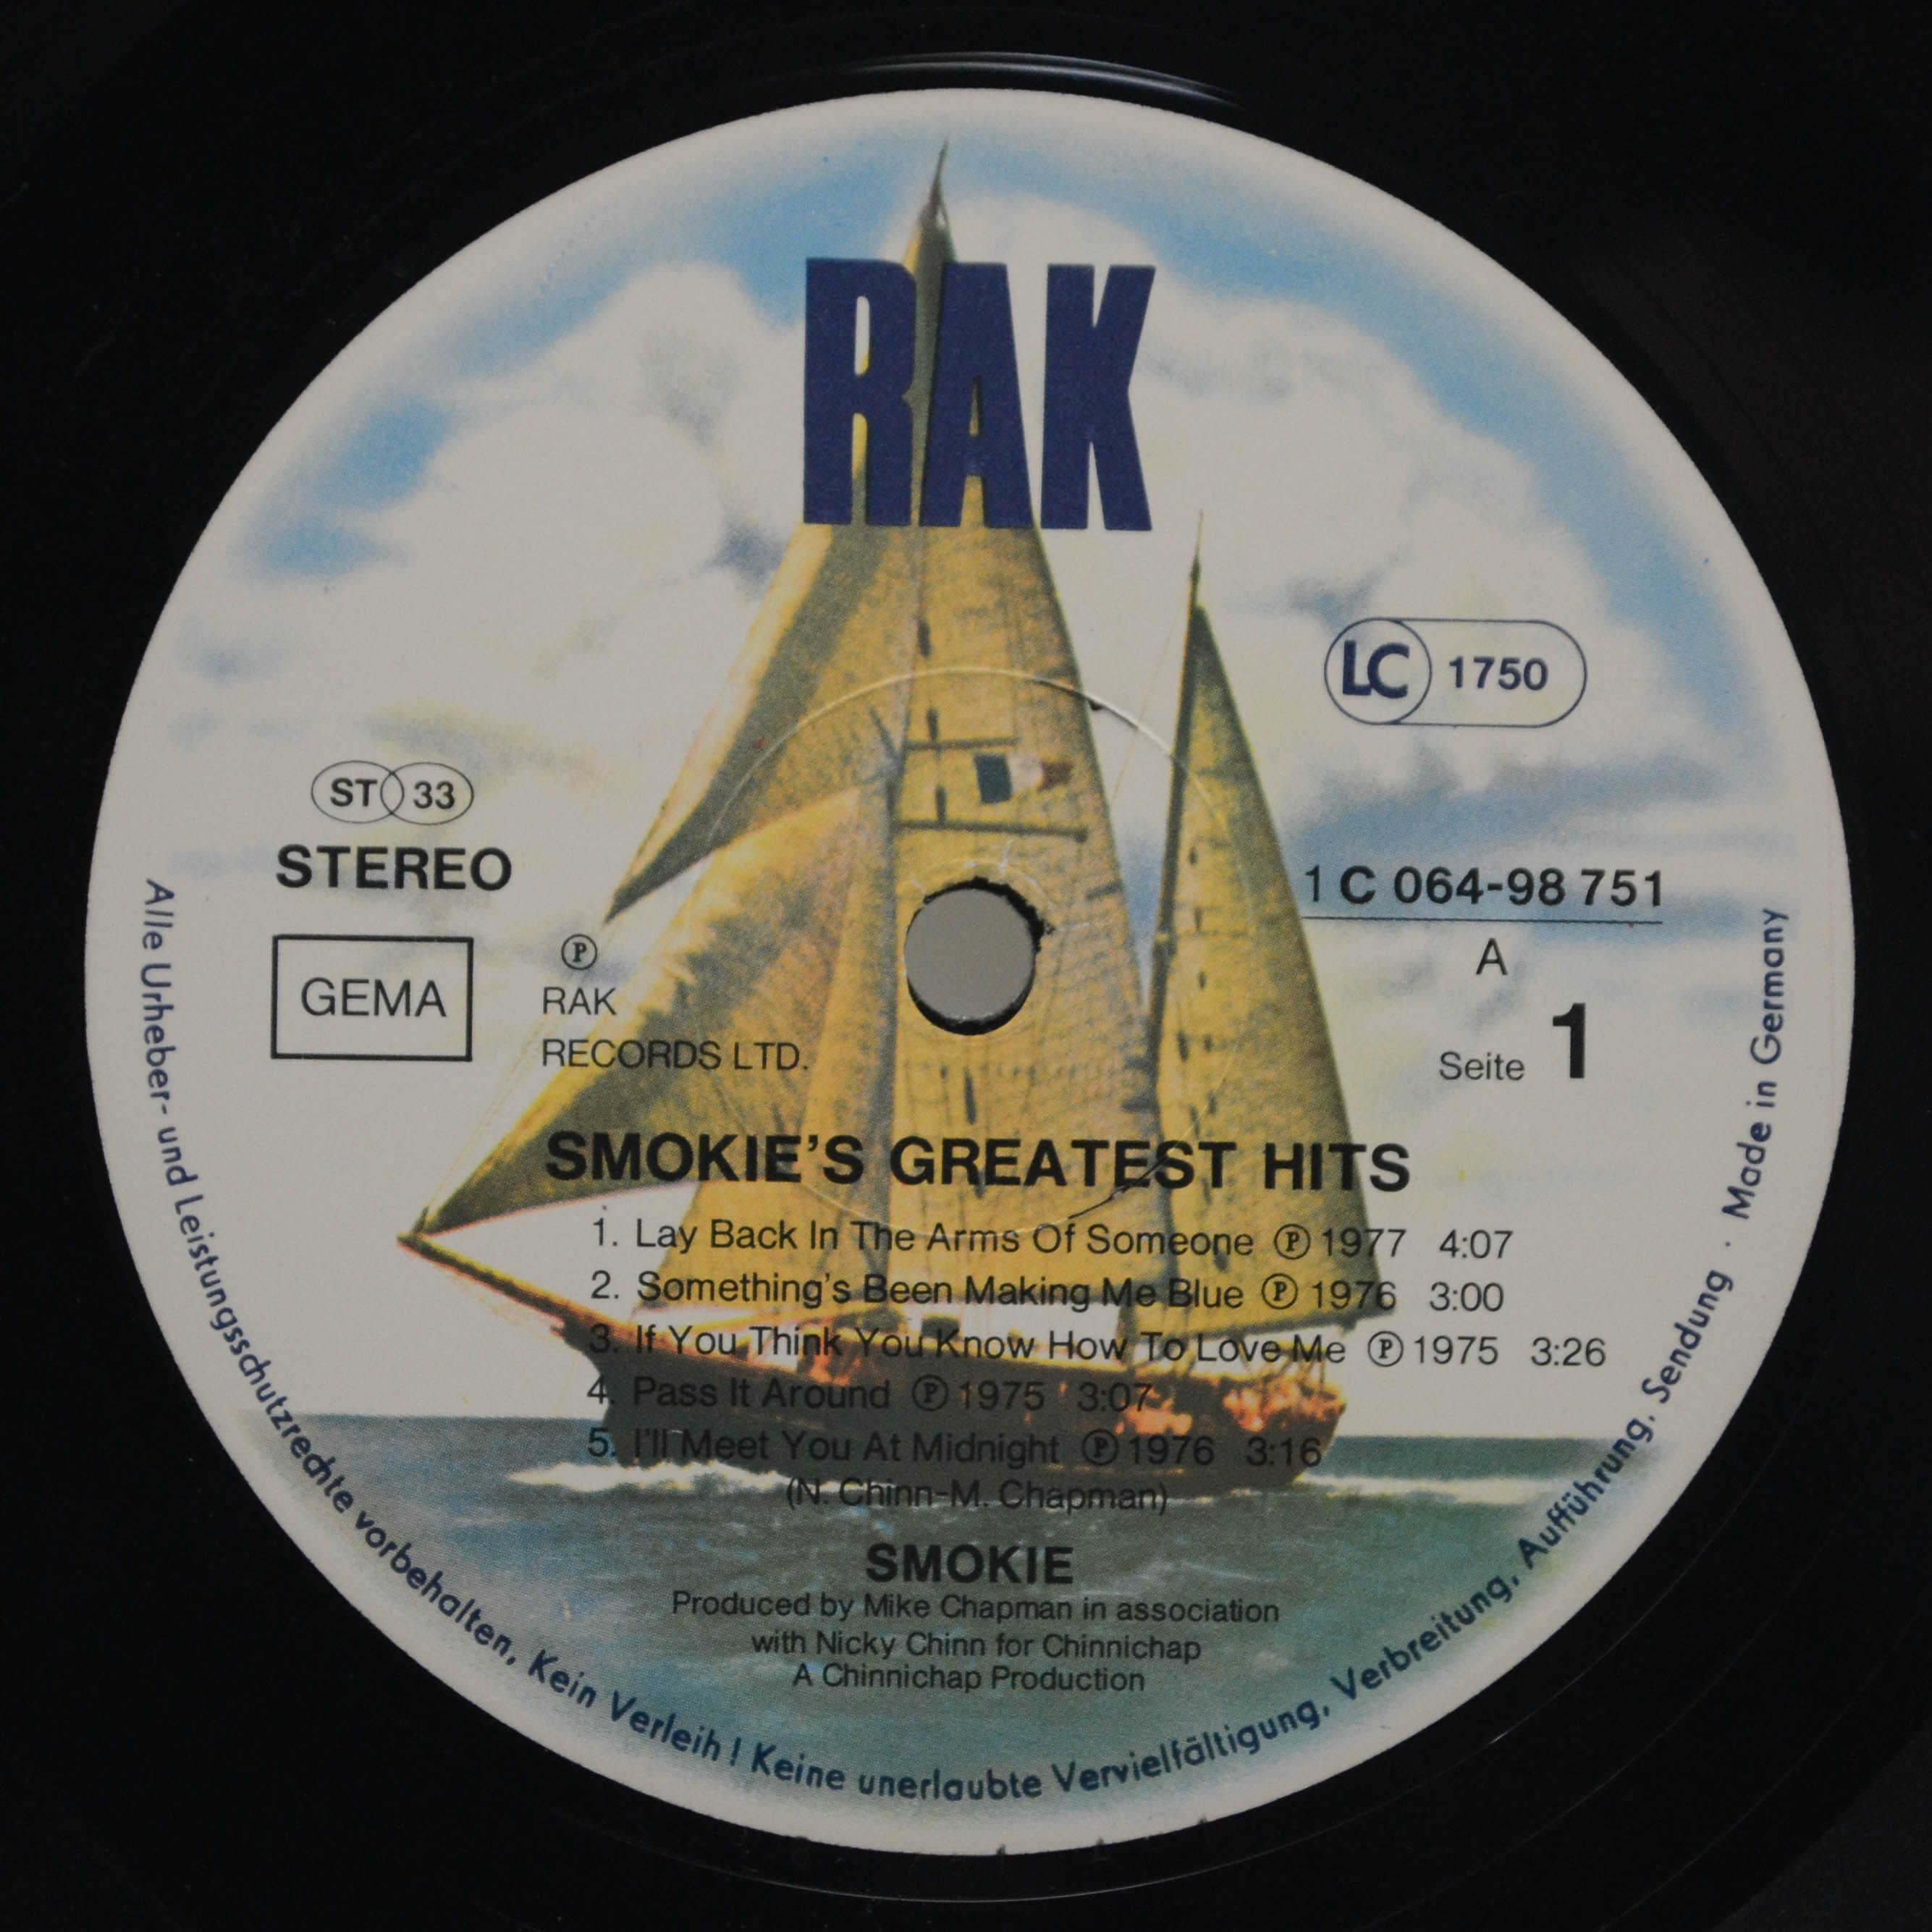 RAK
LC 1750
ST 33
STEREO
GEMA
℗
RAK
RECORDS LTD.
1 C 064-98 751
A
Seite 1
SMOKIE'S GREATEST HITS
1. Lay Back In The Arms Of Someone ℗ 1977 4:07
2. Something's Been Making Me Blue ℗ 1976 3:00
3. If You Think You Know How To Love Me ℗ 1975 3:26
4. Pass It Around ℗ 1975 3:07
5. I'll Meet You At Midnight ℗ 1976 3:16
(N. Chinn-M. Chapman)
SMOKIE
Produced by Mike Chapman in association
with Nicky Chinn for Chinnichap
A Chinnichap Production
Alle Urheber- und Leistungsschutzrechte vorbehalten, Kein Verleih! Keine unerlaubte Vervielfältigung, Verbreitung, Aufführung, Sendung · Made in Germany